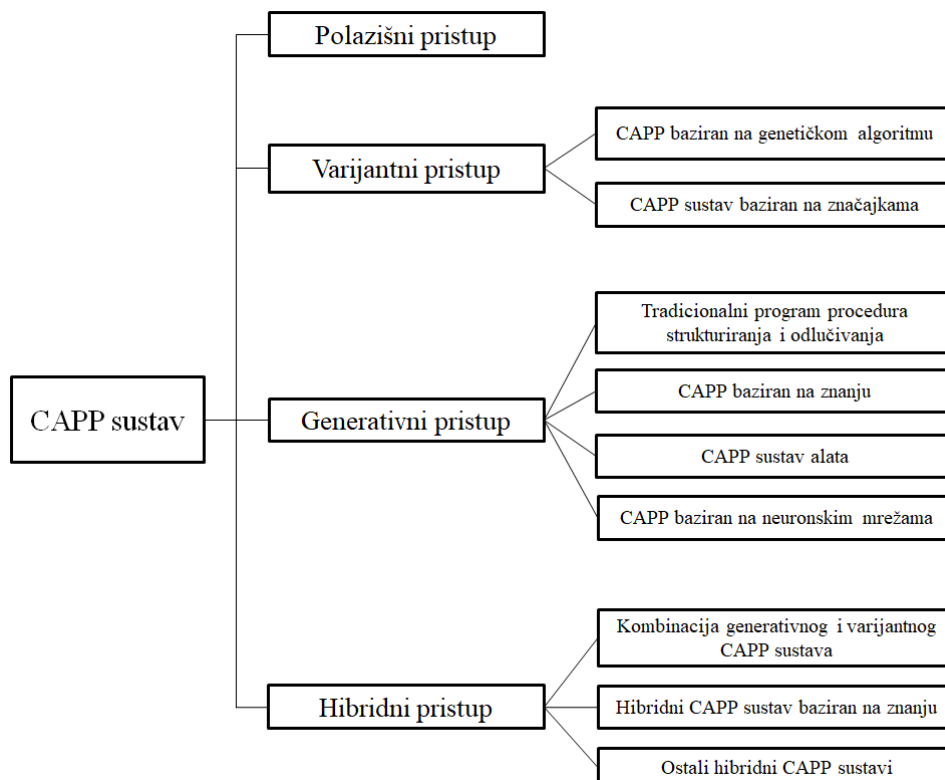 Polazišni pristup
CAPP baziran na genetičkom algoritmu
Varijantni pristup
CAPP sustav baziran na značajkama
Tradicionalni program procedura
strukturiranja i odlučivanja
CAPP baziran na znanju
CAPP sustav
Generativni pristup
CAPP sustav alata
CAPP baziran na neuronskim mrežama
Kombinacija generativnog i varijantnog
CAPP sustava
Hibridni pristup
Hibridni CAPP sustav baziran na znanju
Ostali hibridni CAPP sustavi